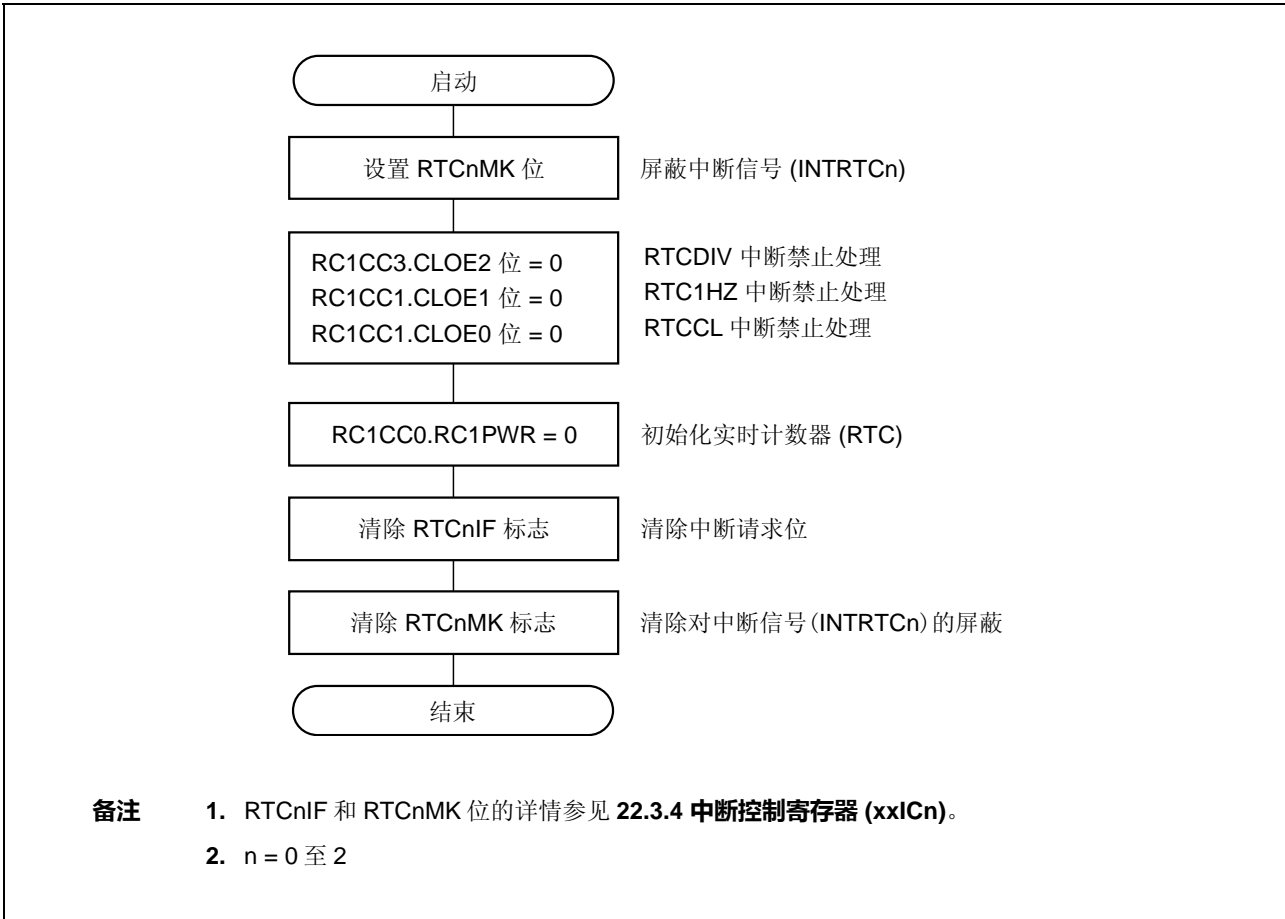 启动
设置 RTCnMK 位 屏蔽中断信号 (INTRTCn)
RC1CC3.CLOE2 位 = 0 RTCDIV 中断禁止处理
RC1CC1.CLOE1 位 = 0 RTC1HZ 中断禁止处理
RC1CC1.CLOE0 位 = 0 RTCCL 中断禁止处理
RC1CC0.RC1PWR = 0 初始化实时计数器 (RTC)
清除 RTCnIF 标志 清除中断请求位
清除 RTCnMK 标志 清除对中断信号(INTRTCn)的屏蔽
结束
备注 1. RTCnIF 和 RTCnMK 位的详情参见 22.3.4 中断控制寄存器 (xxICn)。
2. n = 0 至 2